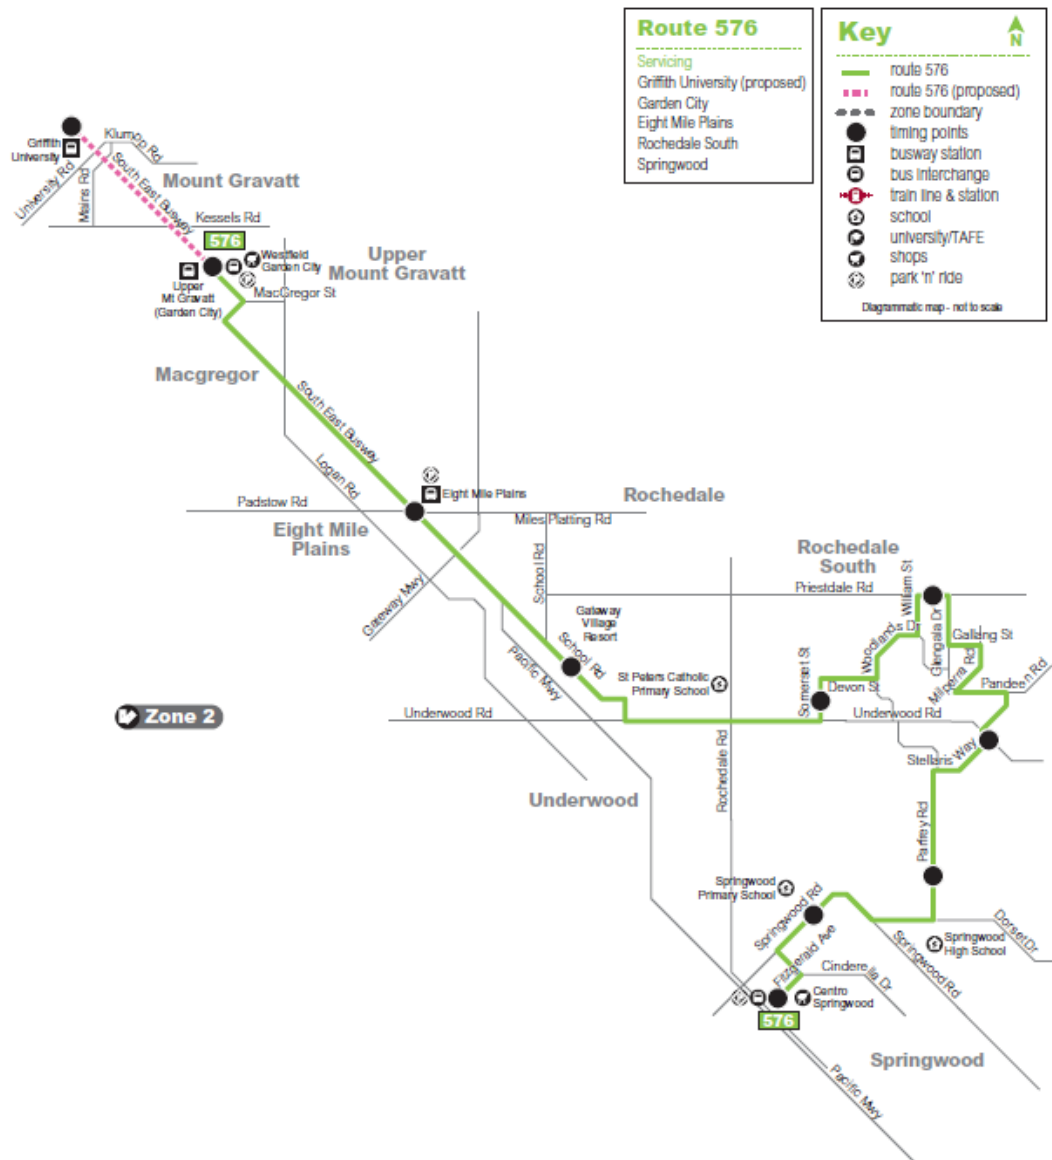 Route 576
Servicing
Griffith University (proposed)
Garden City
Eight Mile Plains
Rochedale South
Springwood
Key
N
route 576
route 576 (proposed)
zone boundary
timing points
busway station
bus interchange
train line & station
school
university/TAFE
shops
park 'n' ride
Diagrammatic map - not to scale
Griffith
University
Klumpp Rd
University Rd
Mains Rd
South East Busway
Mount Gravatt
Kessels Rd
576
Westfield
Garden City
Upper
Mount Gravatt
Upper
Mt Gravatt
(Garden City)
MacGregor St
Macgregor
South East Busway
Logan Rd
Eight Mile Plains
Padstow Rd
Rochedale
Miles Platting Rd
Eight Mile
Plains
School Rd
Rochedale
South
Gateway Mwy
Priestdale Rd
William St
Gateway
Village
Resort
Glengala Dr
Gallang St
Woodlands Dr
School Rd
Pacific Mwy
St Peters Catholic
Primary School
Somerset St
Devon St
Milperra Rd
Pandeen Rd
Zone 2
Underwood Rd
Underwood Rd
Rochedale Rd
Stellaris Way
Underwood
Parfrey Rd
Springwood
Primary School
Springwood Rd
Dorset Dr
Springwood
High School
Springwood Rd
Fitzgerald Ave
Cinderella Dr
Centro
Springwood
576
Springwood
Pacific Mwy